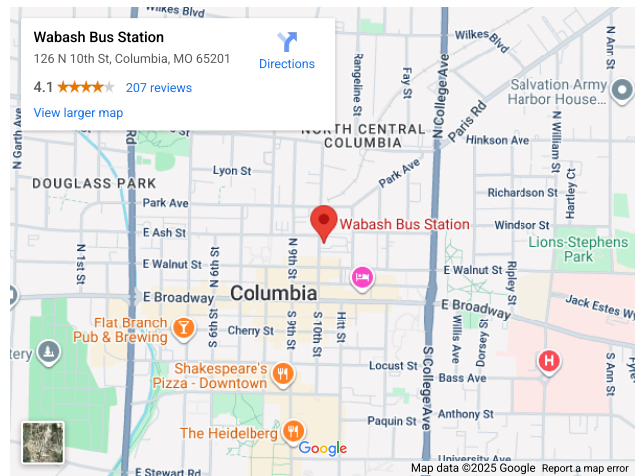 Wilkes Blvd
Wabash Bus Station
126 N 10th St, Columbia, MO 65201
Directions
4.1
207 reviews
View larger map
Wilkes Blvd
Rangeline St
Fay St
N College Ave
Paris Rd
N Ann St
Salvation Army
Harbor House...
N Garth Ave
Rd
NORTH CENTRAL
COLUMBIA
Hinkson Ave
N William St
Hartley Ct
Lyon St
Park Ave
DOUGLASS PARK
Richardson St
Park Ave
Windsor St
Wabash Bus Station
E Ash St
Lions-Stephens
Park
N 1st St
N 6th St
N 9th St
E Walnut St
E Walnut St
Ripley St
Columbia
E Broadway
E Broadway
Jack Estes Wy
Flat Branch
Pub & Brewing
S 6th St
Cherry St
S 9th St
S 10th St
Hitt St
Willis Ave
Dorsey St
tery
H
Shakespeare's
Pizza - Downtown
Locust St
Bass Ave
S College Ave
S Ann St
Tyler
Paquin St
Anthony St
The Heidelberg
Google
University Ave
E Stewart Rd
Map data ©2025 Google
Report a map error